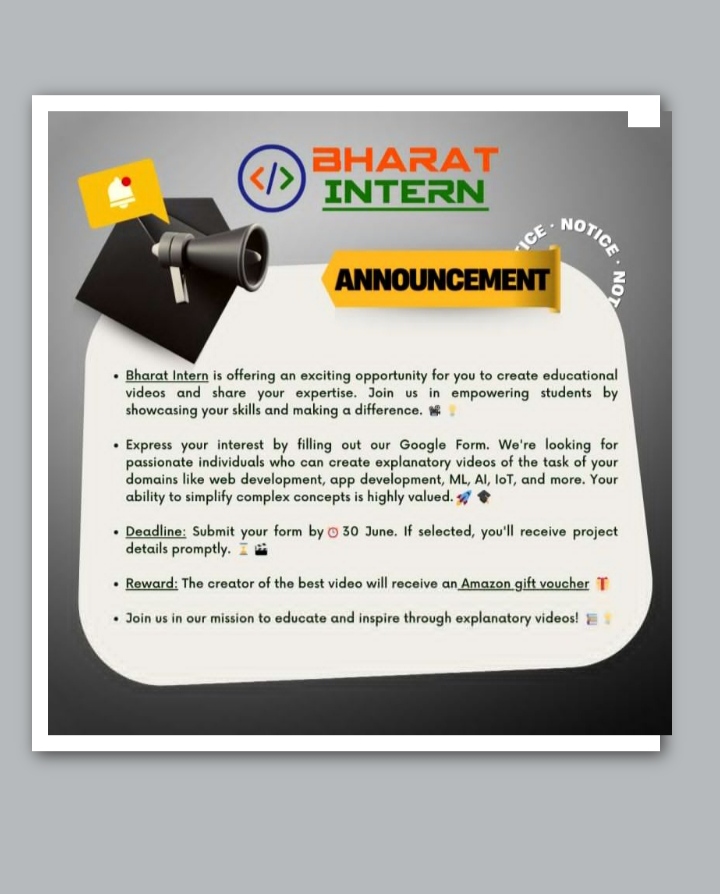 BHARAT
INTERN
ICE · NOTICE · NOT
ANNOUNCEMENT
• Bharat Intern is offering an exciting opportunity for you to create educational
videos and share your expertise. Join us in empowering students by
showcasing your skills and making a difference. 📽️ 💡
• Express your interest by filling out our Google Form. We're looking for
passionate individuals who can create explanatory videos of the task of your
domains like web development, app development, ML, AI, IoT, and more. Your
ability to simplify complex concepts is highly valued. 🚀 🎓
• Deadline: Submit your form by ⏰ 30 June. If selected, you'll receive project
details promptly. ⏳ 🎬
• Reward: The creator of the best video will receive an Amazon gift voucher 🎁
• Join us in our mission to educate and inspire through explanatory videos! 📚 💡